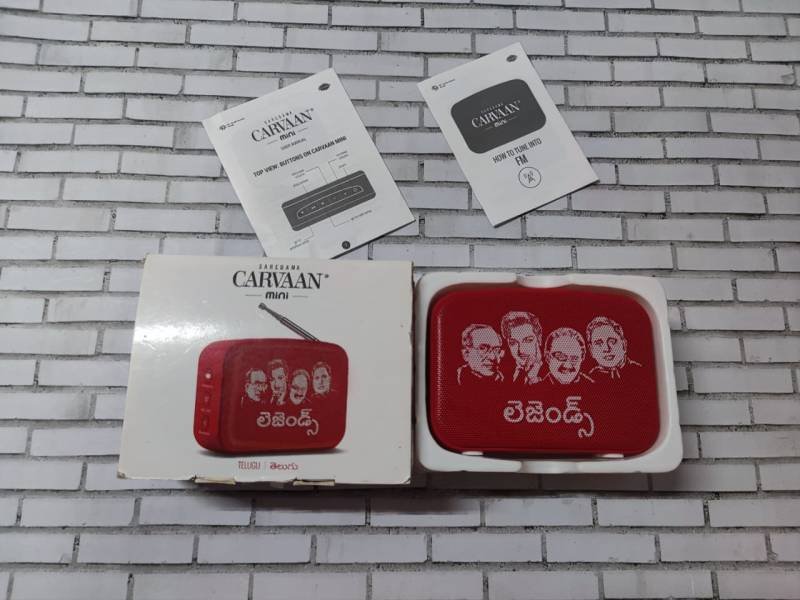 SAREGAMA
CARVAAN
mini
USER MANUAL
TOP VIEW: BUTTONS ON CARVAAN MINI
SAREGAMA
CARVAAN
mini
HOW TO TUNE INTO
FM
SAREGAMA
CARVAAN
mini
లెజెండ్స్
TELUGU | తెలుగు
లెజెండ్స్